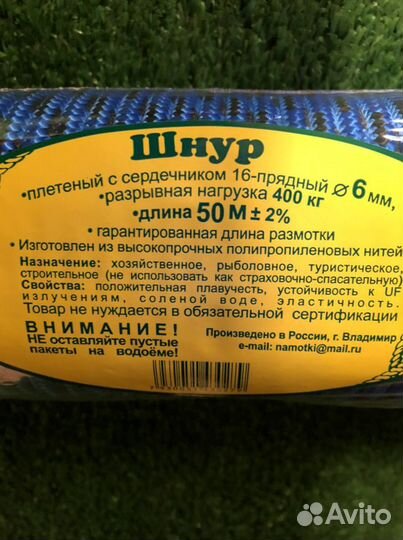 Шнур
•плетеный с сердечником 16-прядный ⌀ 6 мм,
•разрывная нагрузка 400 кг
•длина 50 М ± 2%
• гарантированная длина размотки
• Изготовлен из высокопрочных полипропиленовых нитей
Назначение: хозяйственное, рыболовное, туристическое,
строительное (не использовать как страховочно-спасательную)
Свойства: положительная плавучесть, устойчивость к UF
излучениям, соленой воде, эластичность.
Товар не нуждается в обязательной сертификации
ВНИМАНИЕ!
НЕ оставляйте пустые
пакеты на водоёме!
Произведено в России, г. Владимир
e-mail: namotki@mail.ru
Avito